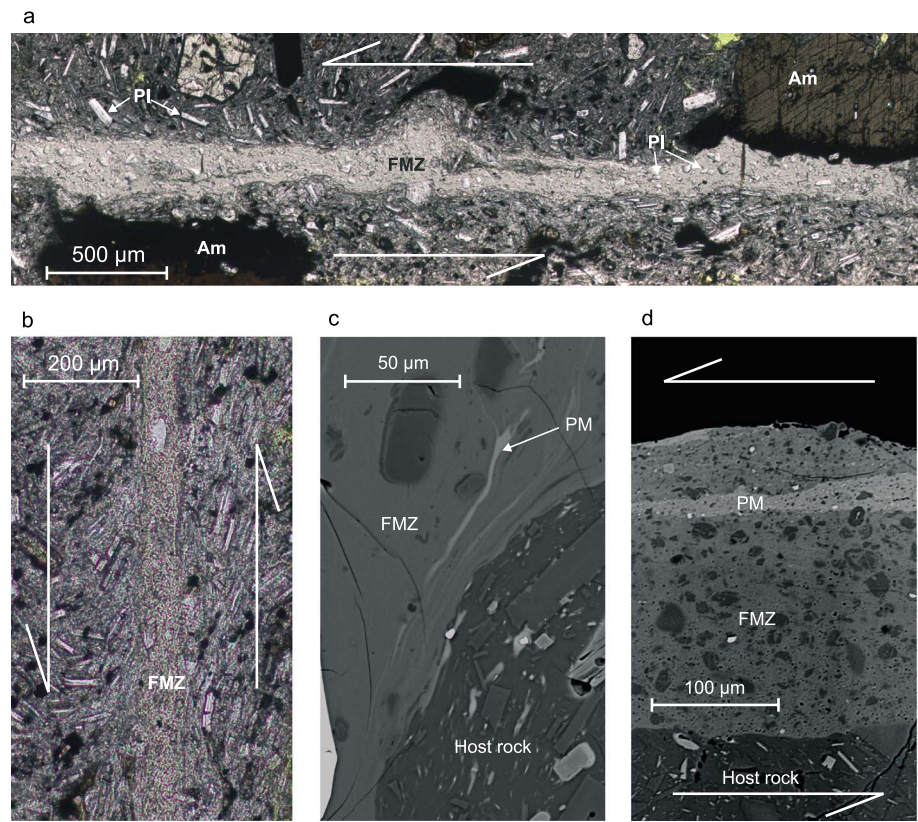 a
Am
Pl
Pl
FMZ
Am
500 µm
b
c
d
200 µm
50 µm
PM
PM
FMZ
FMZ
100 µm
FMZ
Host rock
Host rock